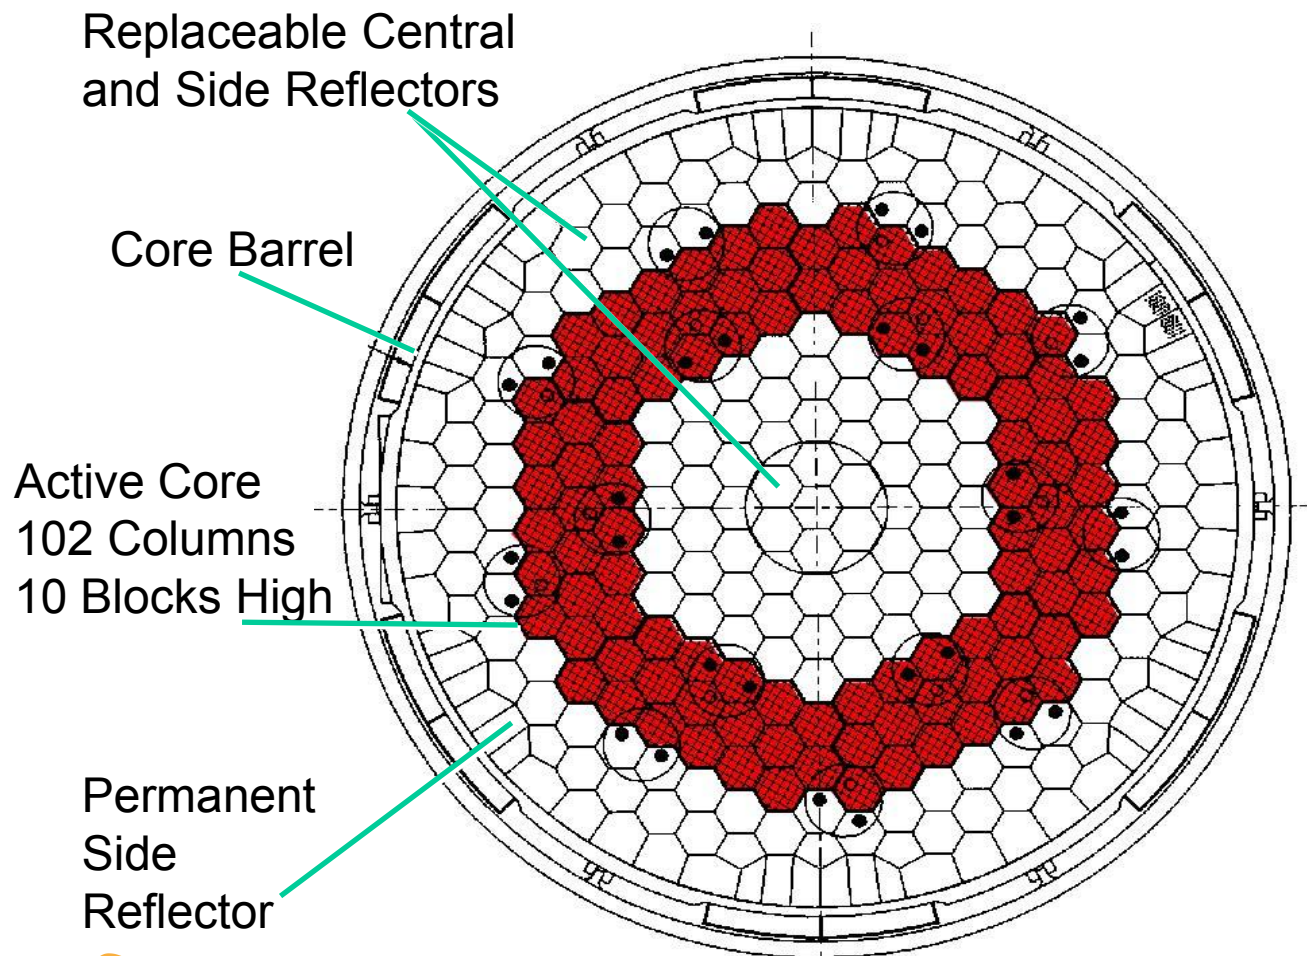 Replaceable Central
and Side Reflectors
Core Barrel
Active Core
102 Columns
10 Blocks High
Permanent
Side
Reflector